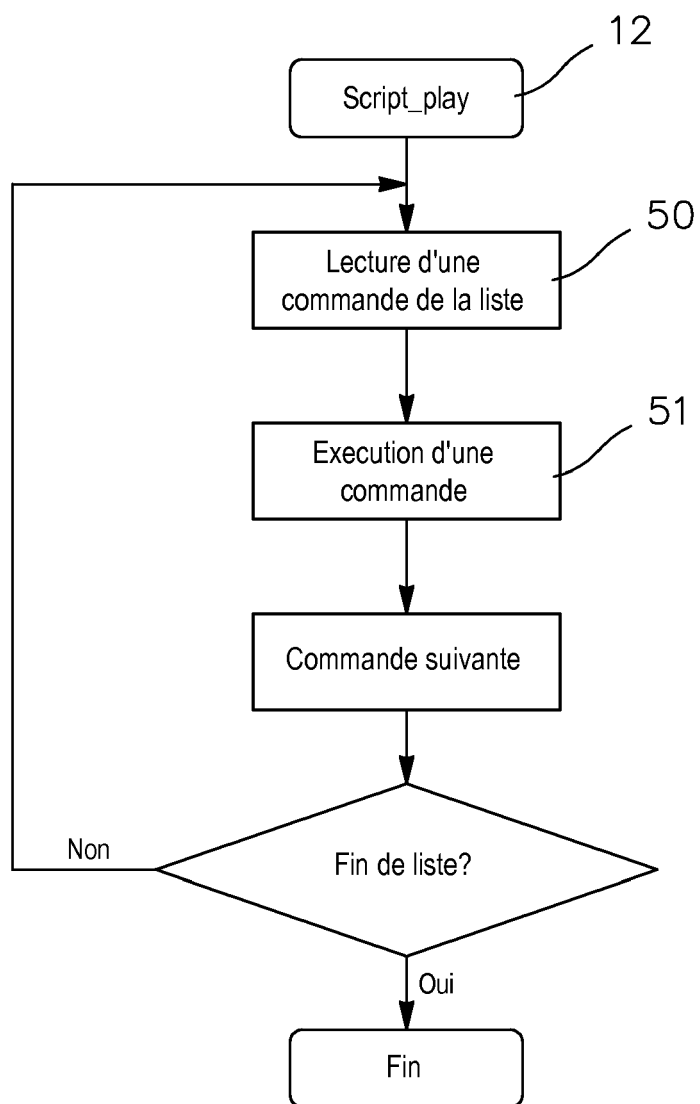 12
Script_play
50
Lecture d'une
commande de la liste
51
Execution d'une
commande
Commande suivante
Fin de liste?
Non
Oui
Fin